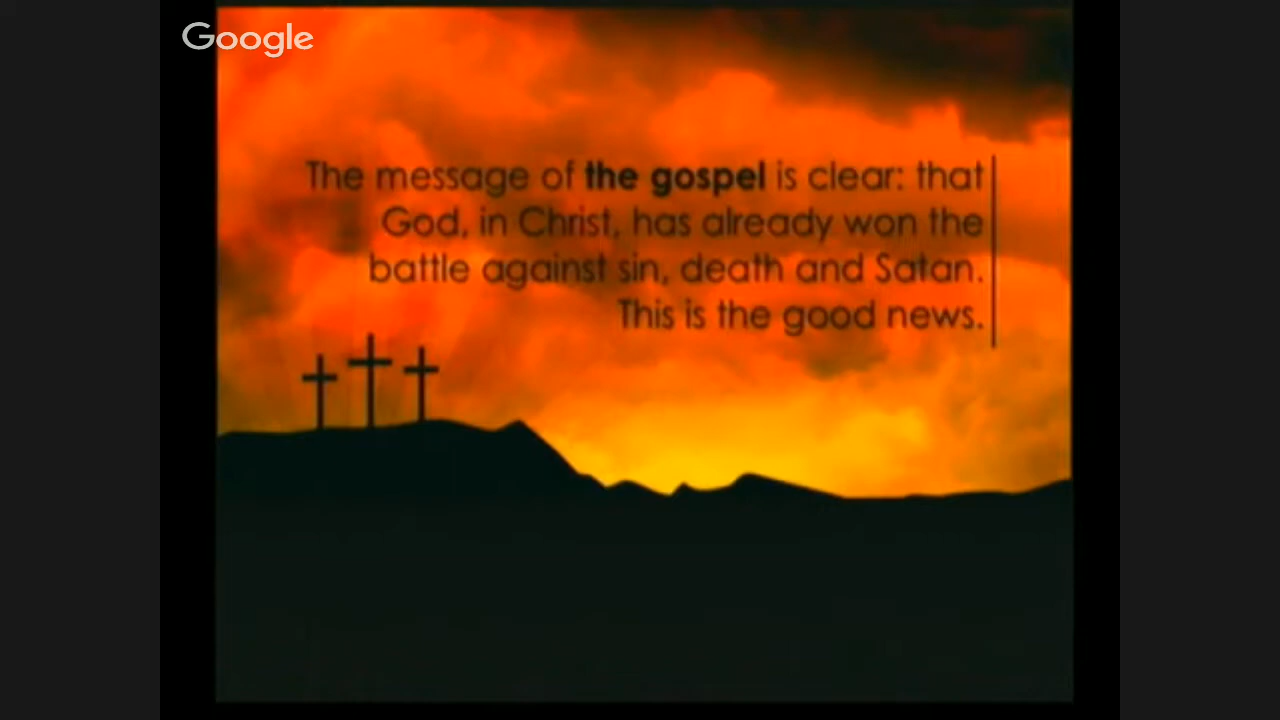 Google
The message of the gospel is clear: that
God, in Christ, has already won the
battle against sin, death and Satan.
This is the good news.